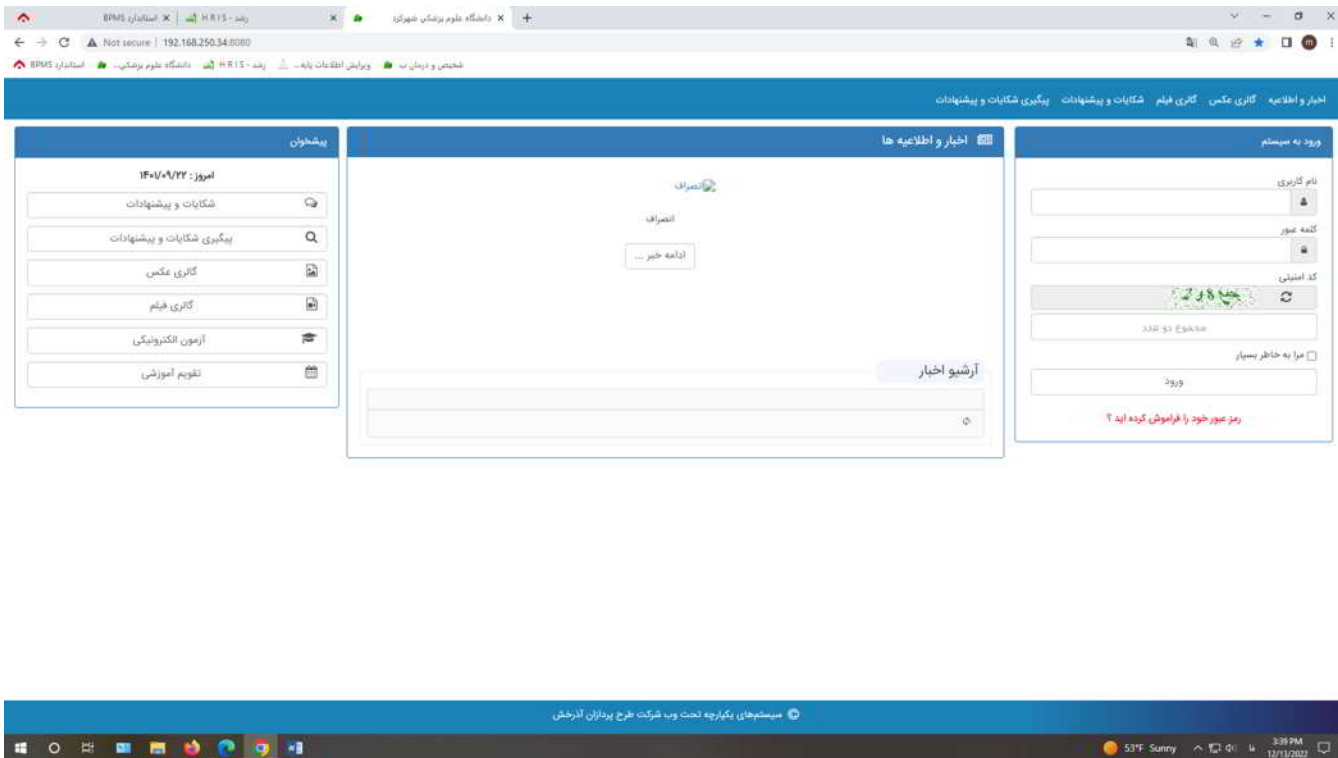 استاندارد BPMS
رشد - H R I S
دانشگاه علوم پزشکی شهرکرد
Not secure | 192.168.250.34:8080
استاندارد BPMS
دانشگاه علوم پزشکی...
رشد - H R I S
ویرایش اطلاعات پایه...
اخبار و اطلاعیه گالری عکس گالری فیلم شکایات و پیشنهادات پیگیری شکایات و پیشنهادات
ورود به سیستم
نام کاربری
کلمه عبور
کد امنیتی
مجموع دو عدد
مرا به خاطر بسپار
ورود
رمز عبور خود را فراموش کرده اید ؟
اخبار و اطلاعیه ها
انصراف
انصراف
ادامه خبر ...
آرشیو اخبار
پیشخوان
امروز : ۱۴۰۱/۰۹/۲۲
شکایات و پیشنهادات
پیگیری شکایات و پیشنهادات
گالری عکس
گالری فیلم
آزمون الکترونیکی
تقویم آموزشی
سیستمهای یکپارچه تحت وب شرکت طرح پردازان آذرخش
53°F Sunny
3:39 PM
12/13/2022